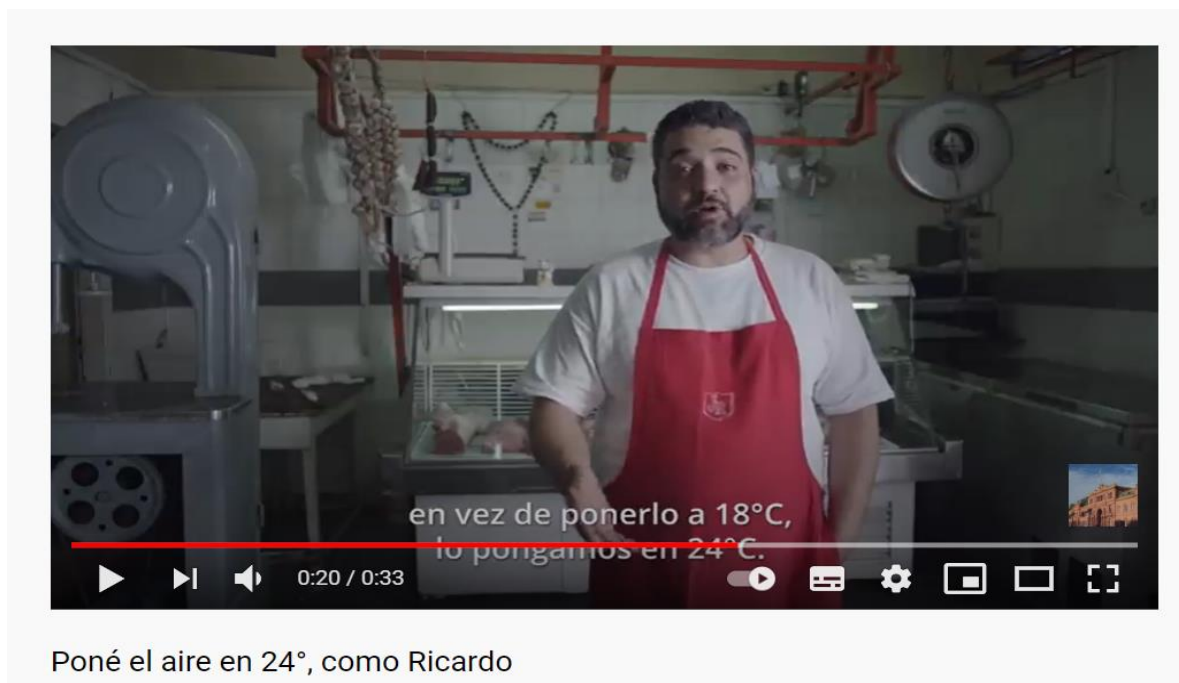 en vez de ponerlo a 18°C,
lo pongamos en 24°C.
0:20 / 0:33
Poné el aire en 24°, como Ricardo